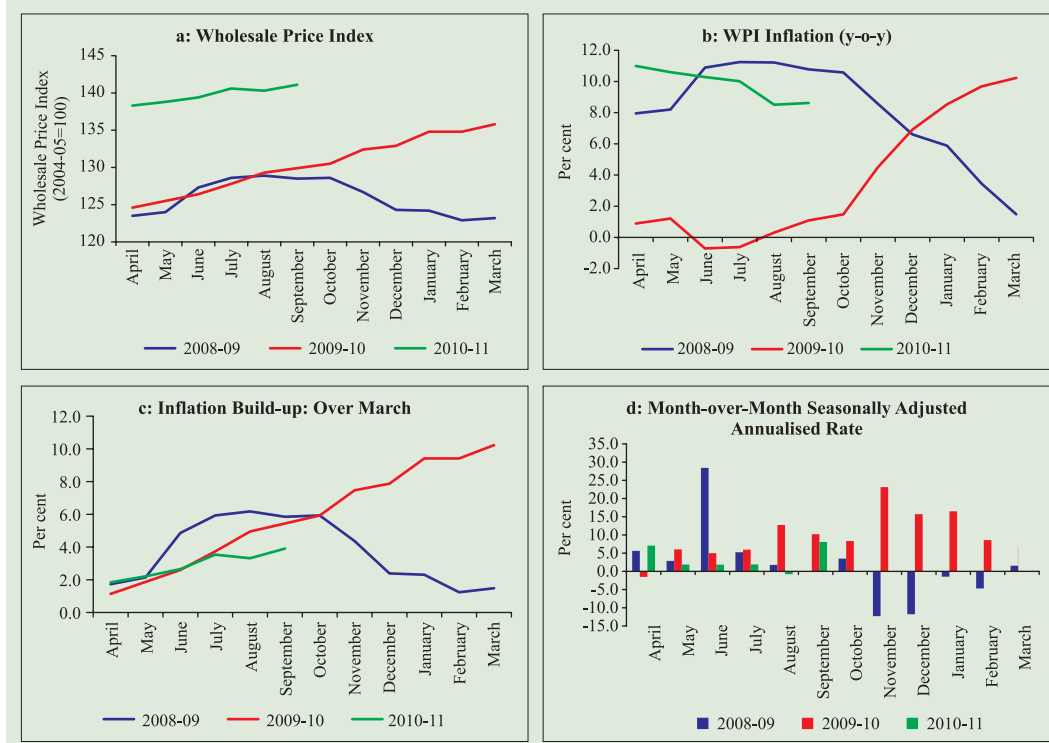 a: Wholesale Price Index
Wholesale Price Index
(2004-05=100)
145
140
135
130
125
120
April
May
June
July
August
September
October
November
December
January
February
March
2008-09 2009-10 2010-11
b: WPI Inflation (y-o-y)
Per cent
12.0
10.0
8.0
6.0
4.0
2.0
0.0
-2.0
April
May
June
July
August
September
October
November
December
January
February
March
2008-09 2009-10 2010-11
c: Inflation Build-up: Over March
Per cent
12.0
10.0
8.0
6.0
4.0
2.0
0.0
April
May
June
July
August
September
October
November
December
January
February
March
2008-09 2009-10 2010-11
d: Month-over-Month Seasonally Adjusted
Annualised Rate
Per cent
35.0
30.0
25.0
20.0
15.0
10.0
5.0
0.0
-5.0
-10.0
-15.0
April
May
June
July
August
September
October
November
December
January
February
March
2008-09 2009-10 2010-11